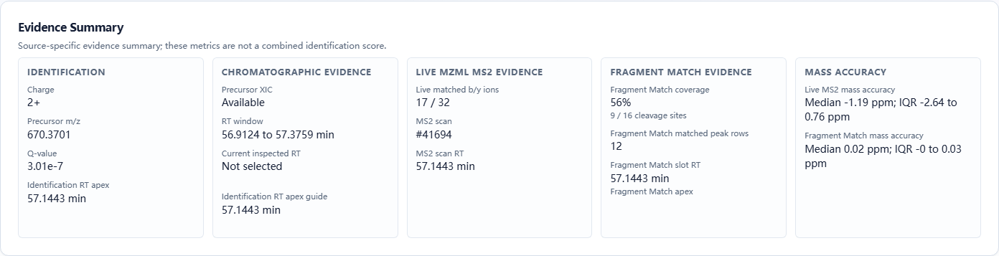 Evidence Summary
Source-specific evidence summary; these metrics are not a combined identification score.
IDENTIFICATION
Charge
2+
Precursor m/z
670.3701
Q-value
3.01e-7
Identification RT apex
57.1443 min
CHROMATOGRAPHIC EVIDENCE
Precursor XIC
Available
RT window
56.9124 to 57.3759 min
Current inspected RT
Not selected
Identification RT apex guide
57.1443 min
LIVE MZML MS2 EVIDENCE
Live matched b/y ions
17 / 32
MS2 scan
#41694
MS2 scan RT
57.1443 min
FRAGMENT MATCH EVIDENCE
Fragment Match coverage
56%
9 / 16 cleavage sites
Fragment Match matched peak rows
12
Fragment Match slot RT
57.1443 min
Fragment Match apex
MASS ACCURACY
Live MS2 mass accuracy
Median -1.19 ppm; IQR -2.64 to
0.76 ppm
Fragment Match mass accuracy
Median 0.02 ppm; IQR -0 to 0.03
ppm